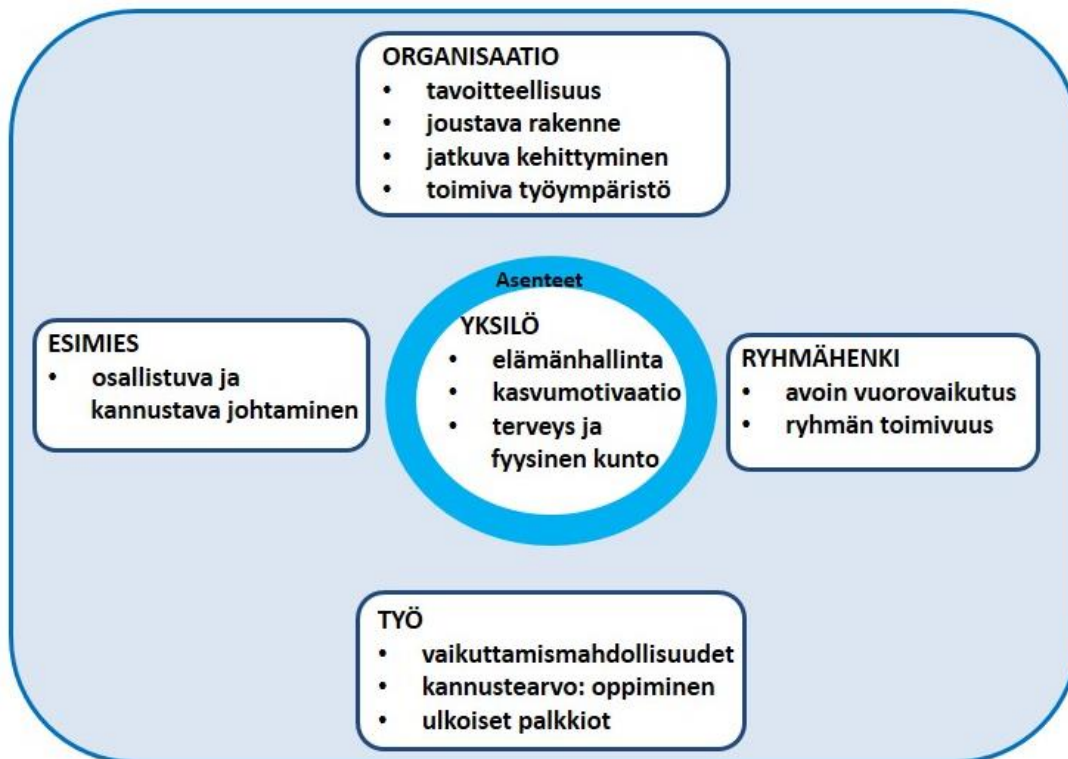 ORGANISAATIO
• tavoitteellisuus
• joustava rakenne
• jatkuva kehittyminen
• toimiva työympäristö
Asenteet
YKSILÖ
• elämänhallinta
• kasvumotivaatio
• terveys ja
fyysinen kunto
ESIMIES
• osallistuva ja
kannustava johtaminen
RYHMÄHENKI
• avoin vuorovaikutus
• ryhmän toimivuus
TYÖ
• vaikuttamismahdollisuudet
• kannustearvo: oppiminen
• ulkoiset palkkiot